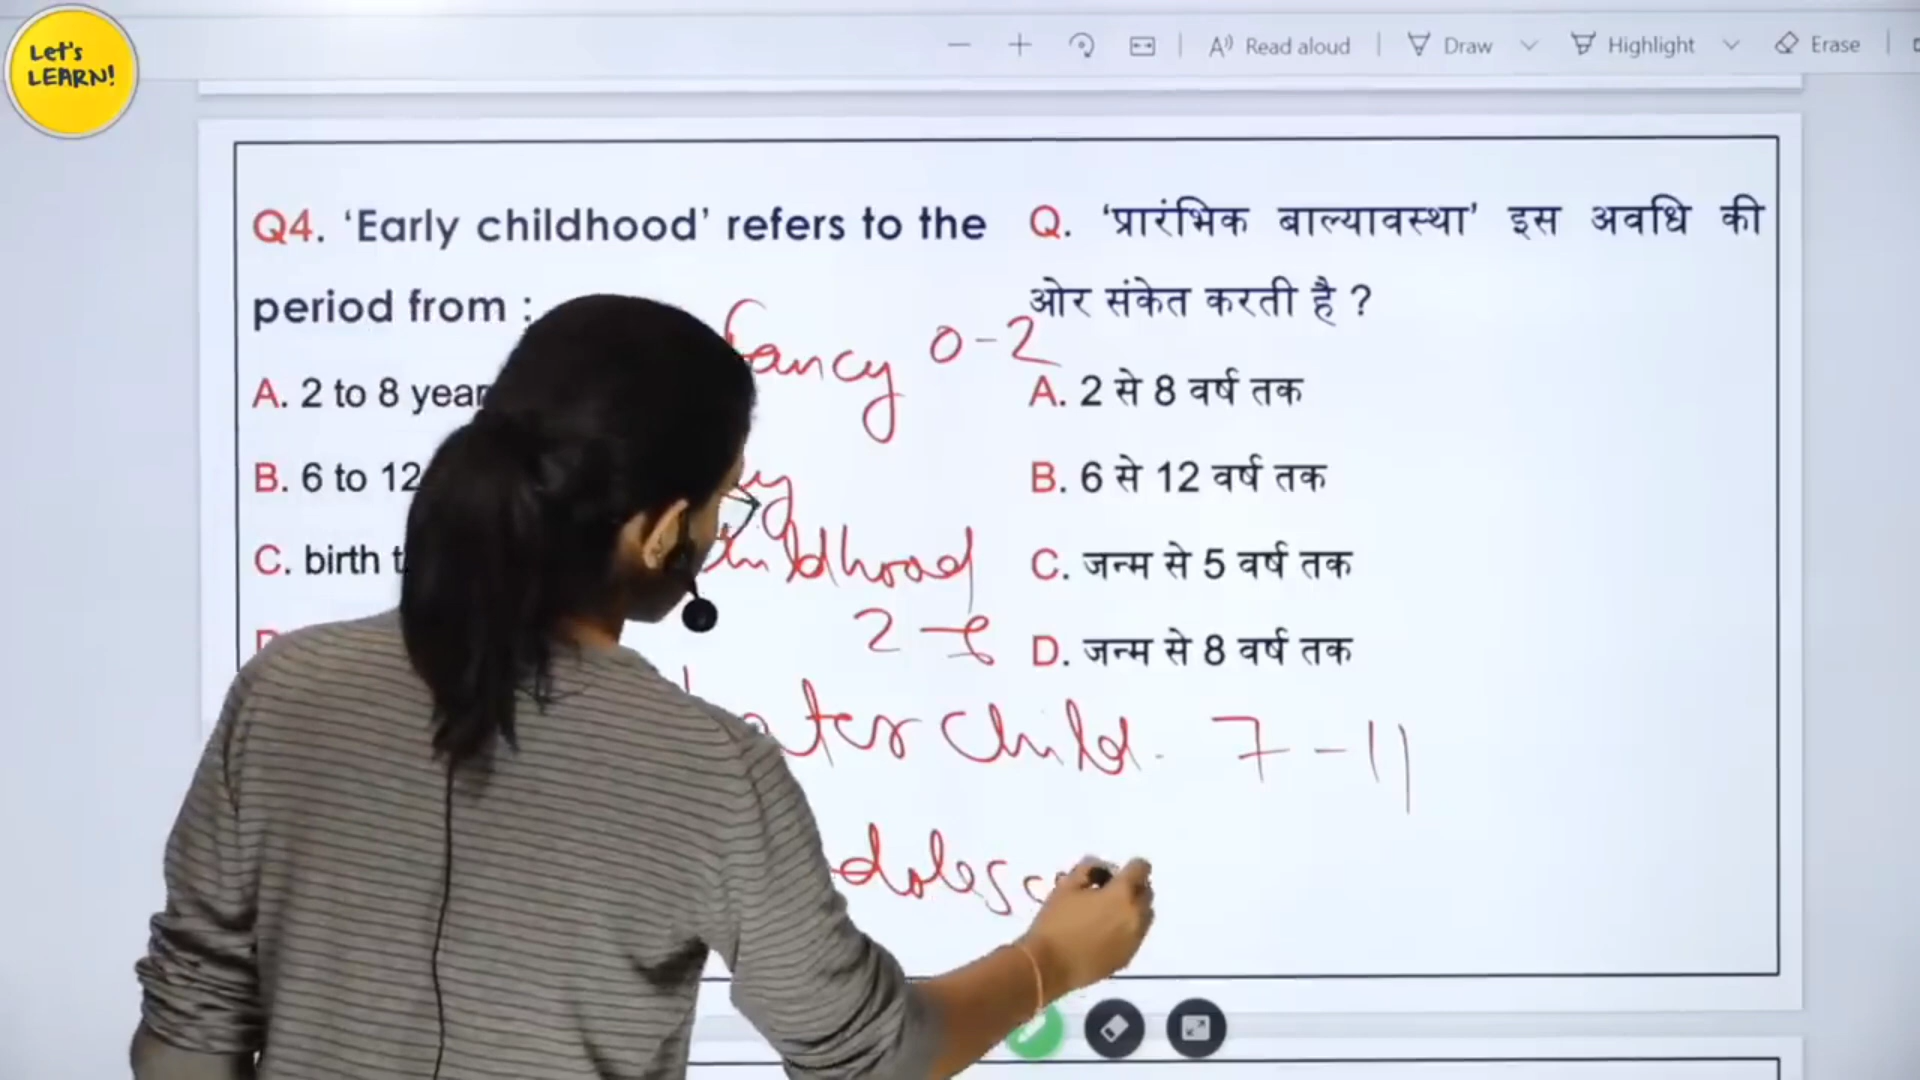 Let's
LEARN!
Read aloud
Draw
Highlight
Erase
Q4. 'Early childhood' refers to the
period from :
A. 2 to 8
B. 6 to 12
C. birth
Q. 'प्रारंभिक बाल्यावस्था' इस अवधि की
ओर संकेत करती है ?
A. 2 से 8 वर्ष तक
B. 6 से 12 वर्ष तक
C. जन्म से 5 वर्ष तक
D. जन्म से 8 वर्ष तक
0-2
2-6
child. 7-11